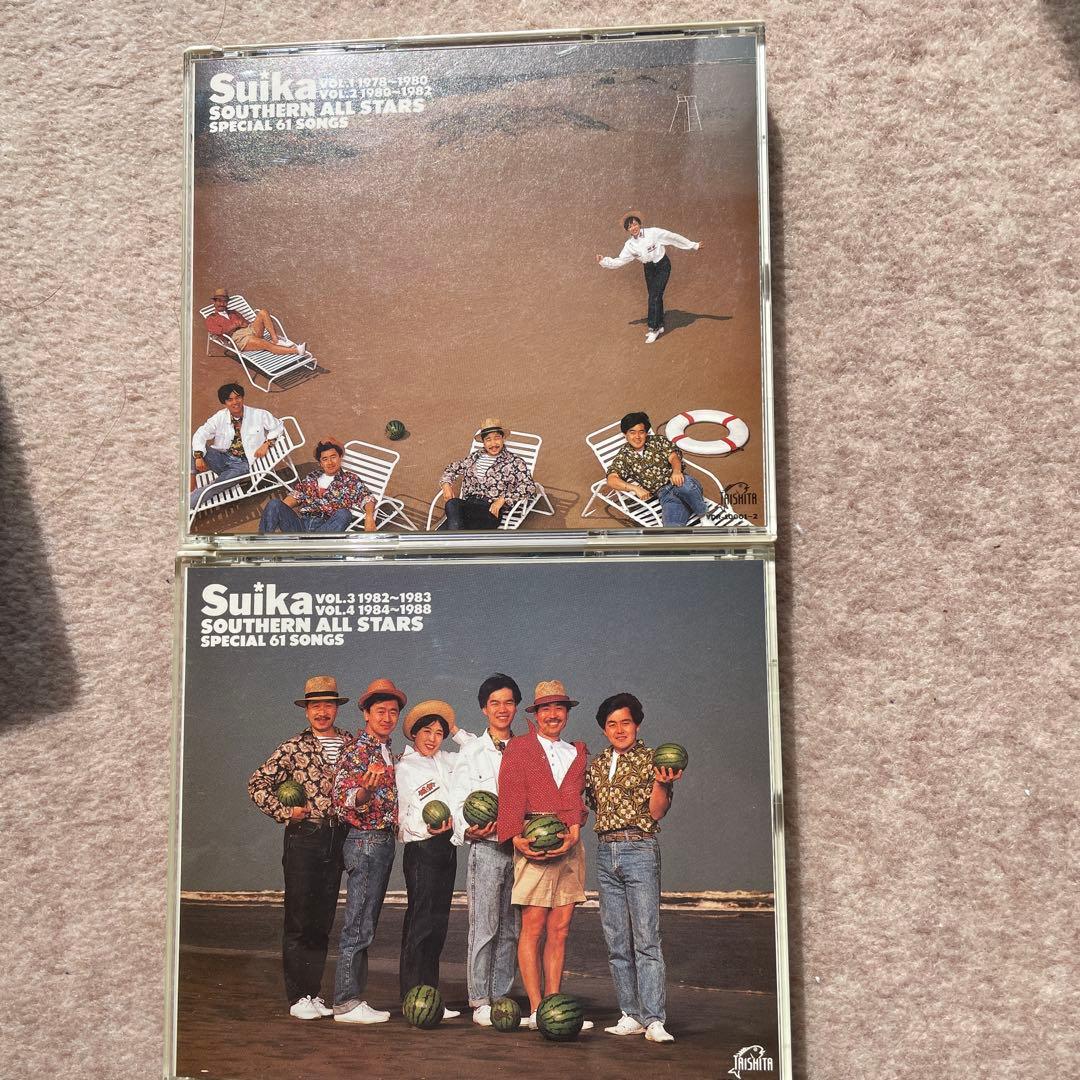 Suika VOL.1 1978~1980
VOL.2 1980~1982
SOUTHERN ALL STARS
SPECIAL 61 SONGS
TAISHITA
Suika VOL.3 1982~1983
VOL.4 1984~1988
SOUTHERN ALL STARS
SPECIAL 61 SONGS
TAISHITA